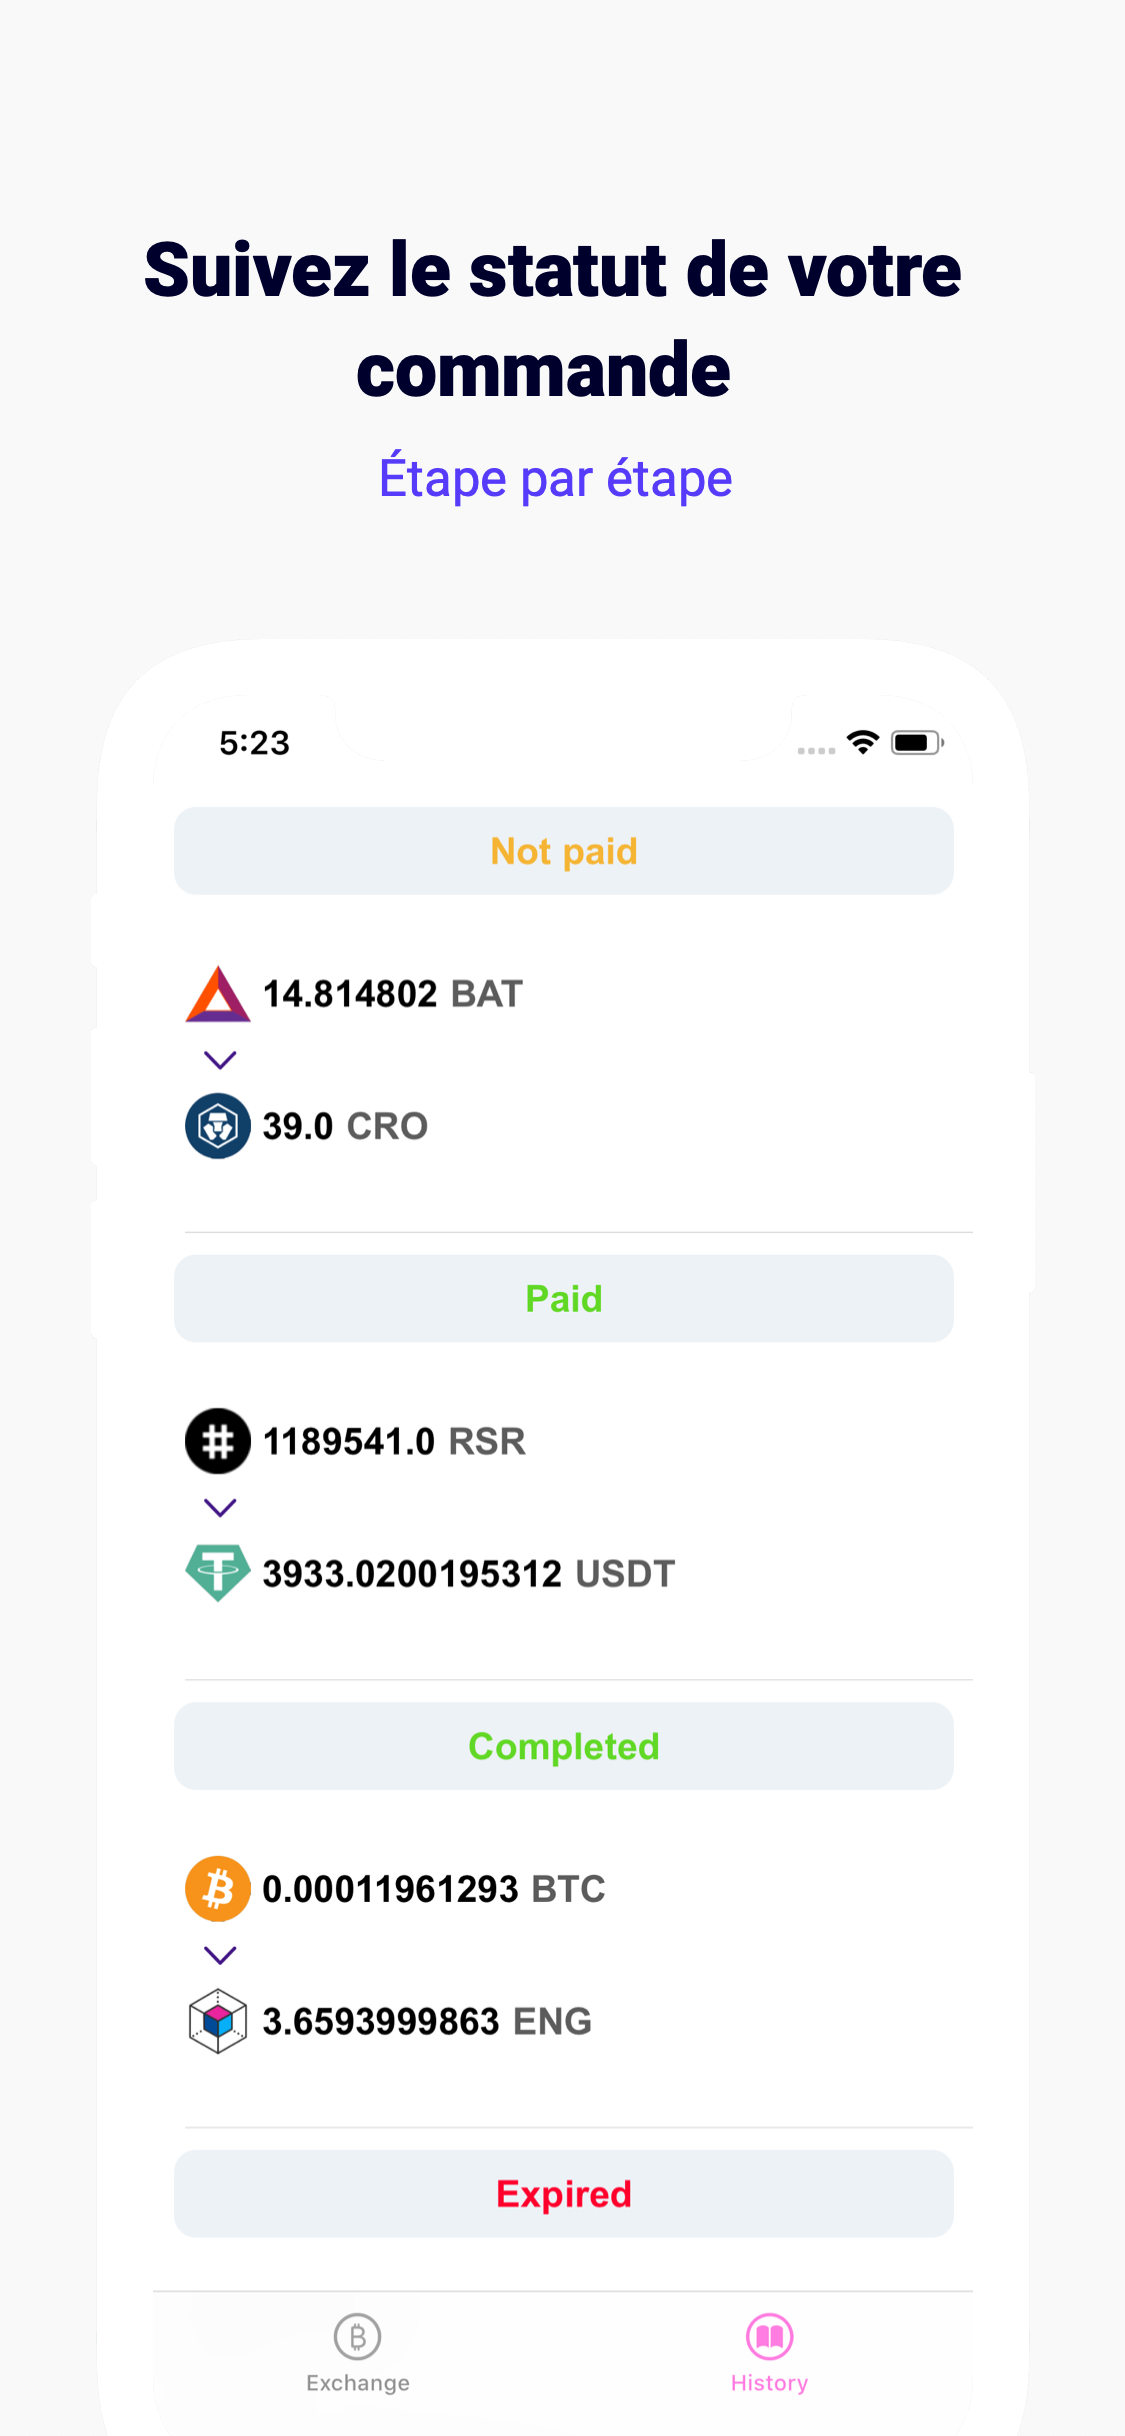 Suivez le statut de votre
commande
Étape par étape
5:23
Not paid
14.814802 BAT
39.0 CRO
Paid
1189541.0 RSR
3933.0200195312 USDT
Completed
0.00011961293 BTC
3.6593999863 ENG
Expired
Exchange
History